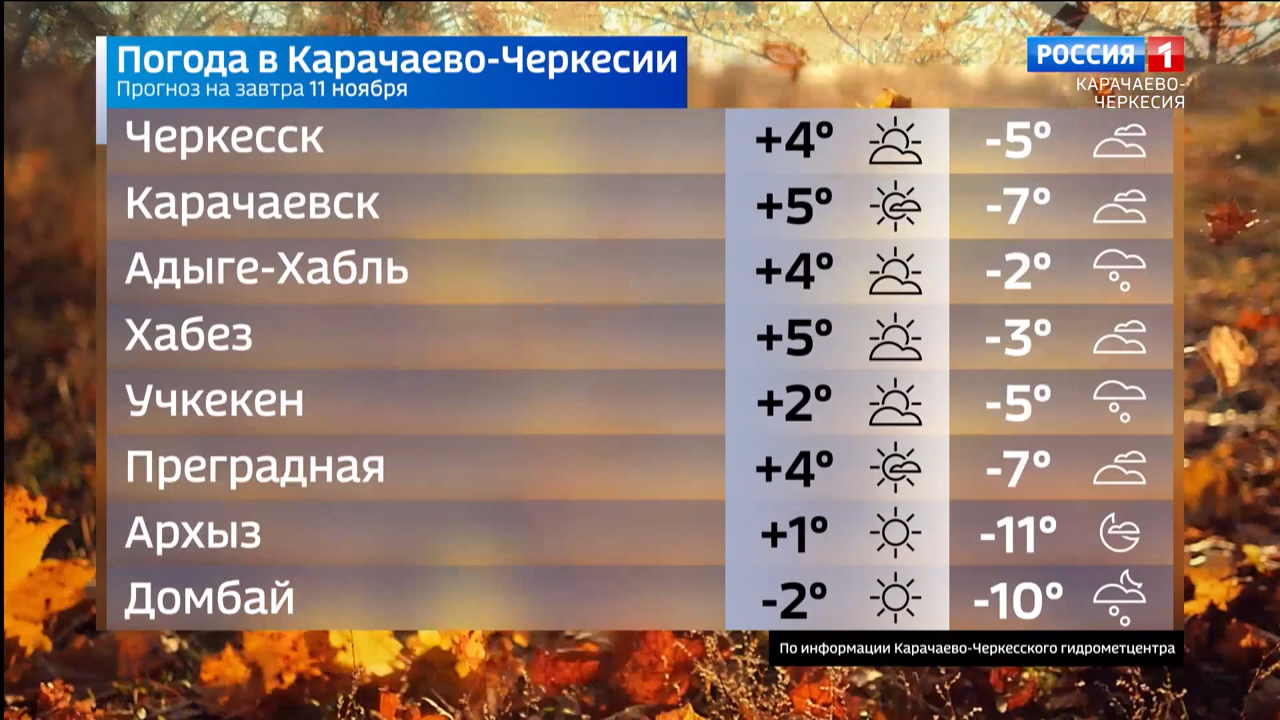 Погода в Карачаево-Черкесии
Прогноз на завтра 11 ноября
РОССИЯ 1
КАРАЧАЕВО-
ЧЕРКЕСИЯ
Черкесск +4° -5°
Карачаевск +5° -7°
Адыге-Хабль +4° -2°
Хабез +5° -3°
Учкекен +2° -5°
Преградная +4° -7°
Архыз +1° -11°
Домбай -2° -10°
По информации Карачаево-Черкесского гидрометцентра